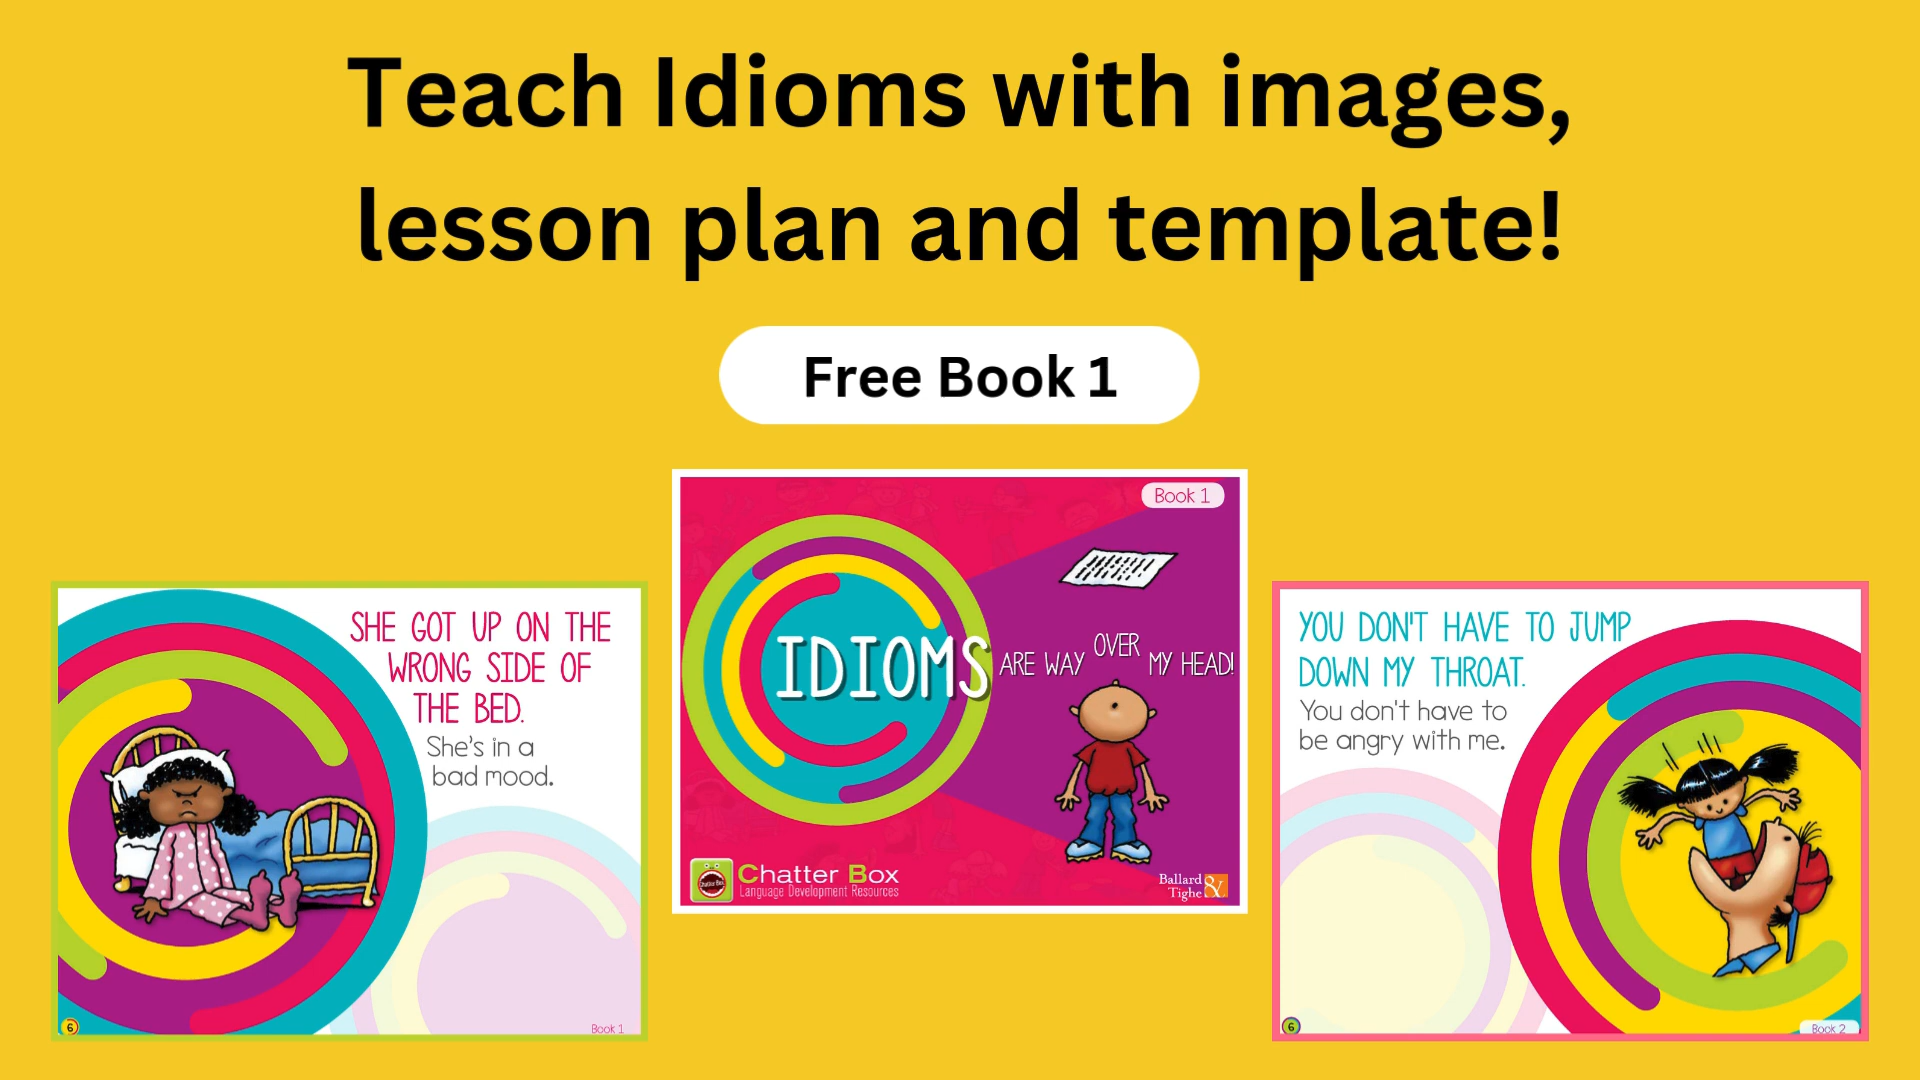 Teach Idioms with images,
lesson plan and template!
Free Book 1
SHE GOT UP ON THE
WRONG SIDE OF
THE BED.
She's in a
bad mood.
6
Book 1
Book 1
IDIOMS ARE WAY OVER MY HEAD!
Chatter Box
Chatter Box
Language Development Resources
Ballard &
Tighe
YOU DON'T HAVE TO JUMP
DOWN MY THROAT.
You don't have to
be angry with me.
6
Book 2